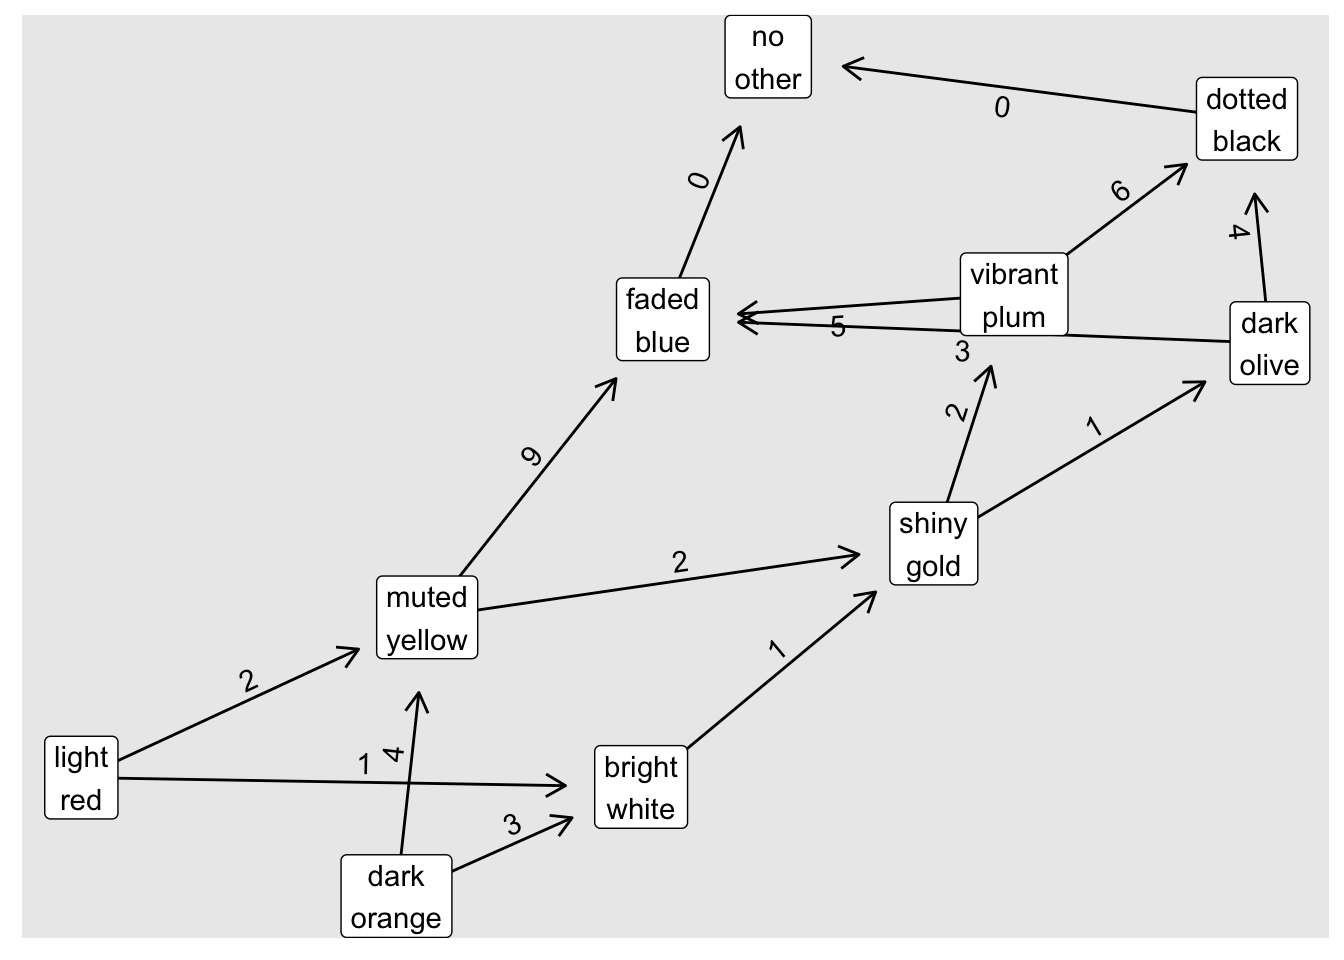 no
other
dotted
black
0
0
6
vibrant
plum
4
faded
blue
dark
olive
5
3
2
1
9
shiny
gold
2
muted
yellow
1
2
4
light
red
1
bright
white
3
dark
orange